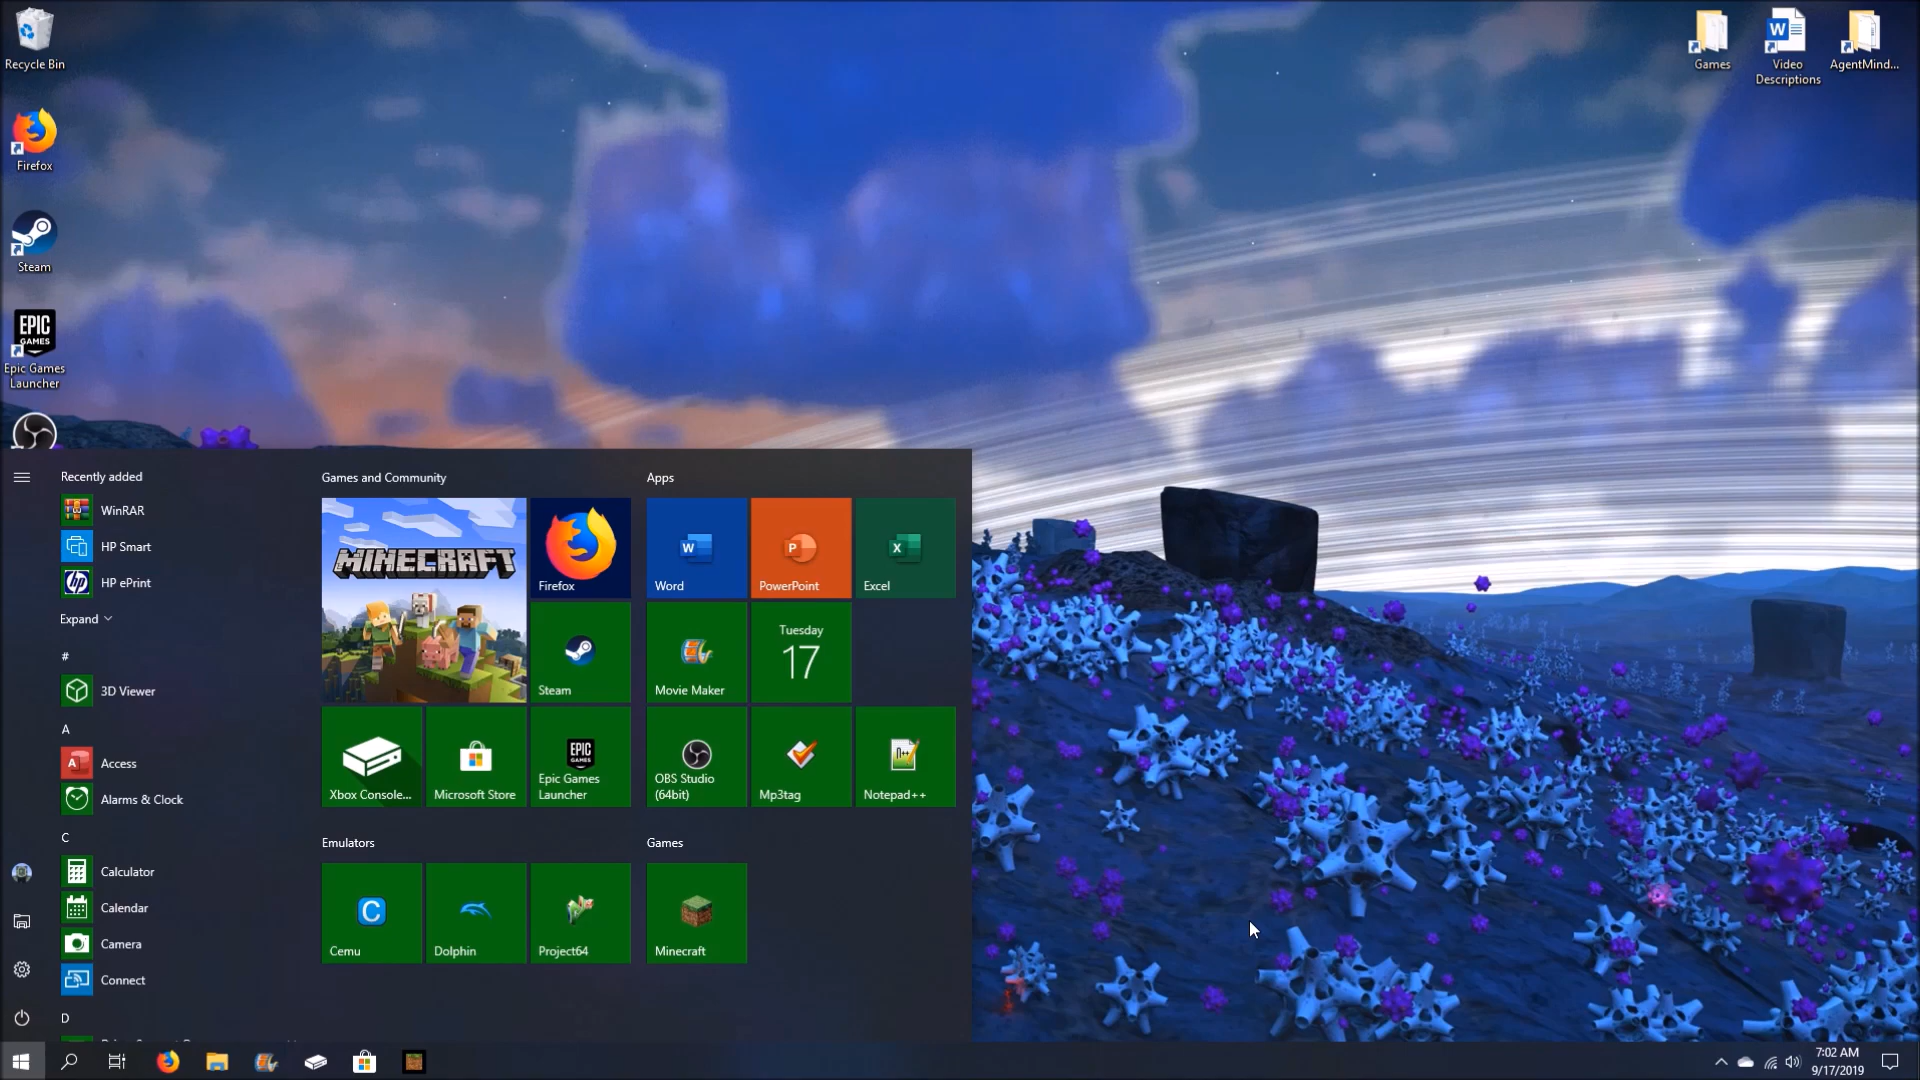 Recycle Bin
Firefox
Steam
EPIC
GAMES
Epic Games
Launcher
Games
Video
Descriptions
AgentMind...
Recently added
WinRAR
HP Smart
hp
HP ePrint
Expand
#
3D Viewer
A
A
Access
Alarms & Clock
C
Calculator
Calendar
Camera
Connect
D
Games and Community
MINECRAFT
Firefox
Steam
Xbox Console...
Microsoft Store
EPIC
GAMES
Epic Games
Launcher
Apps
W
Word
P
PowerPoint
X
Excel
Movie Maker
Tuesday
17
OBS Studio
(64bit)
Mp3tag
Notepad++
Emulators
C
Cemu
Dolphin
Project64
Games
Minecraft
7:02 AM
9/17/2019